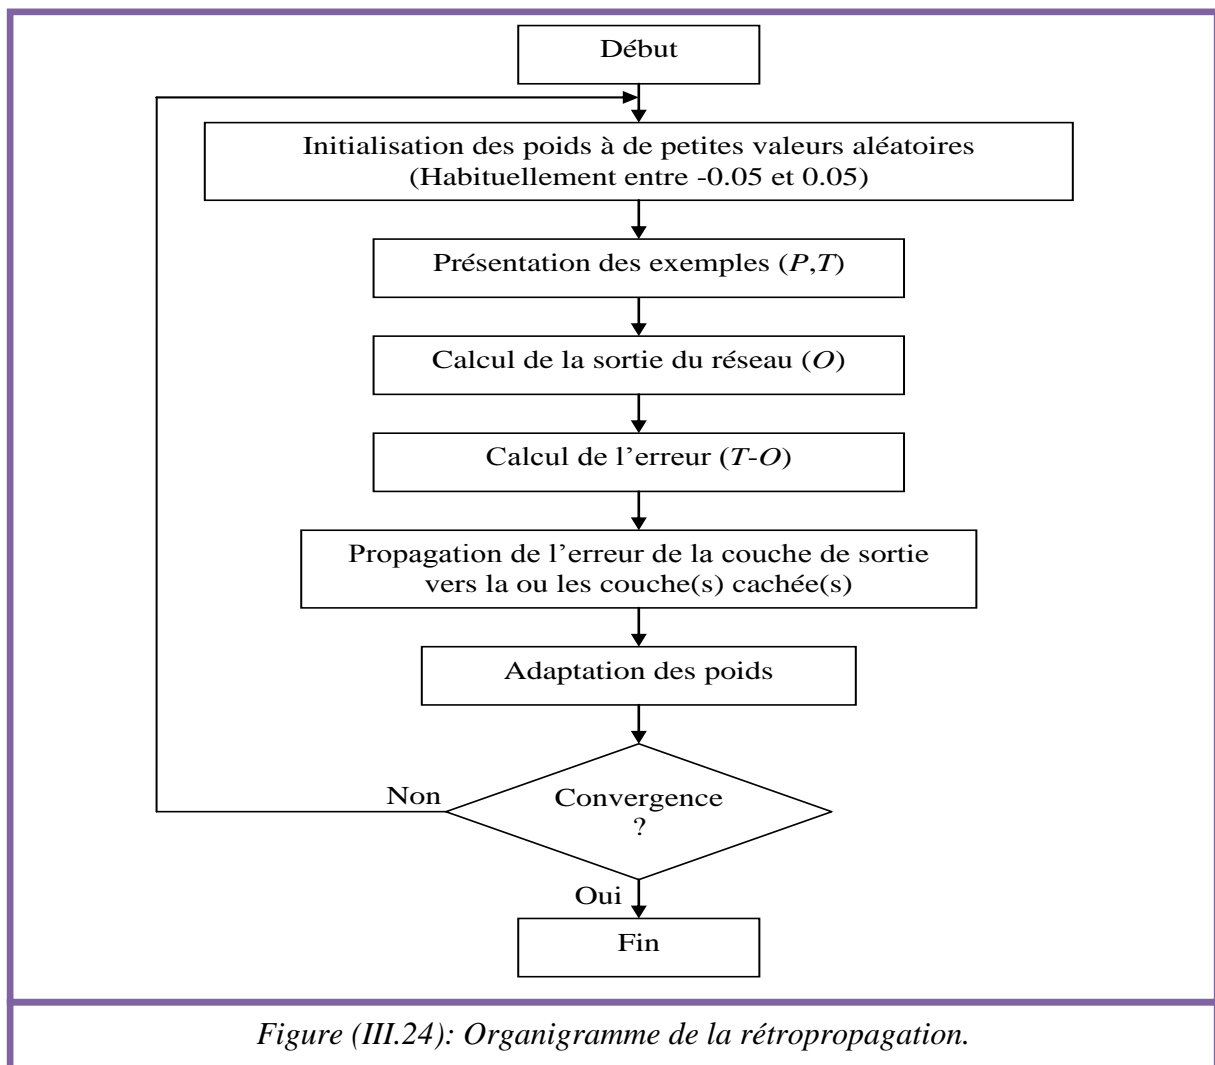 Début
Initialisation des poids à de petites valeurs aléatoires
(Habituellement entre -0.05 et 0.05)
Présentation des exemples (P,T)
Calcul de la sortie du réseau (O)
Calcul de l’erreur (T-O)
Propagation de l’erreur de la couche de sortie
vers la ou les couche(s) cachée(s)
Adaptation des poids
Non
Convergence
?
Oui
Fin
Figure (III.24): Organigramme de la rétropropagation.